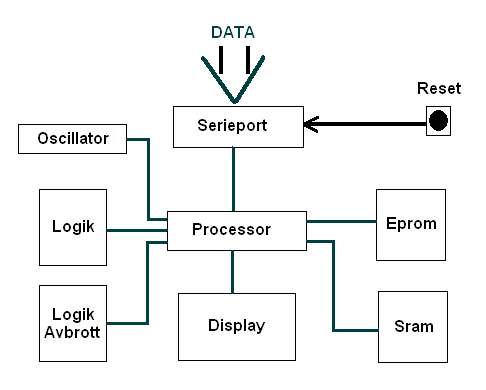 DATA
Reset
Serieport
Oscillator
Logik
Processor
Eprom
Logik
Avbrott
Display
Sram